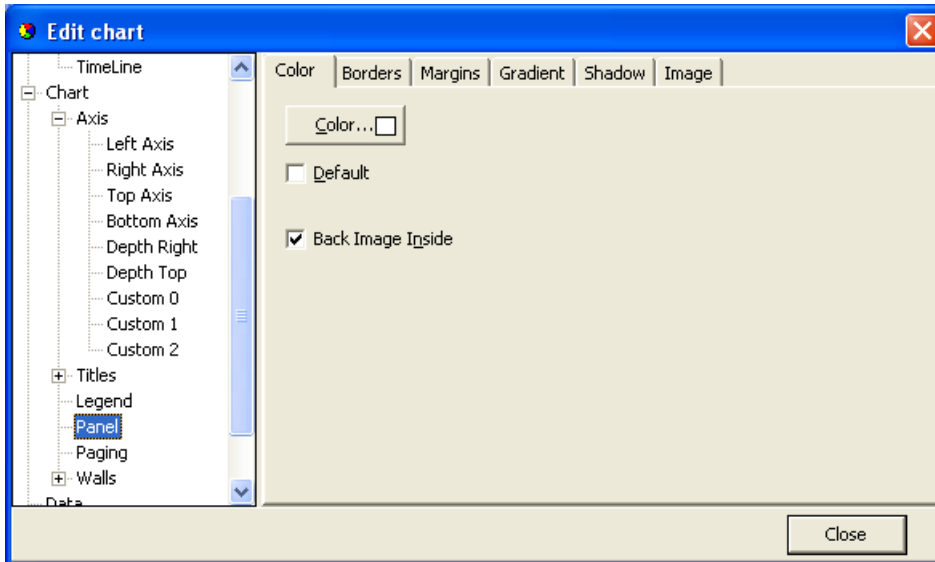 Edit chart
TimeLine
Chart
Axis
Left Axis
Right Axis
Top Axis
Bottom Axis
Depth Right
Depth Top
Custom 0
Custom 1
Custom 2
Titles
Legend
Panel
Paging
Walls
Data
Color Borders Margins Gradient Shadow Image
Color...
Default
Back Image Inside
Close